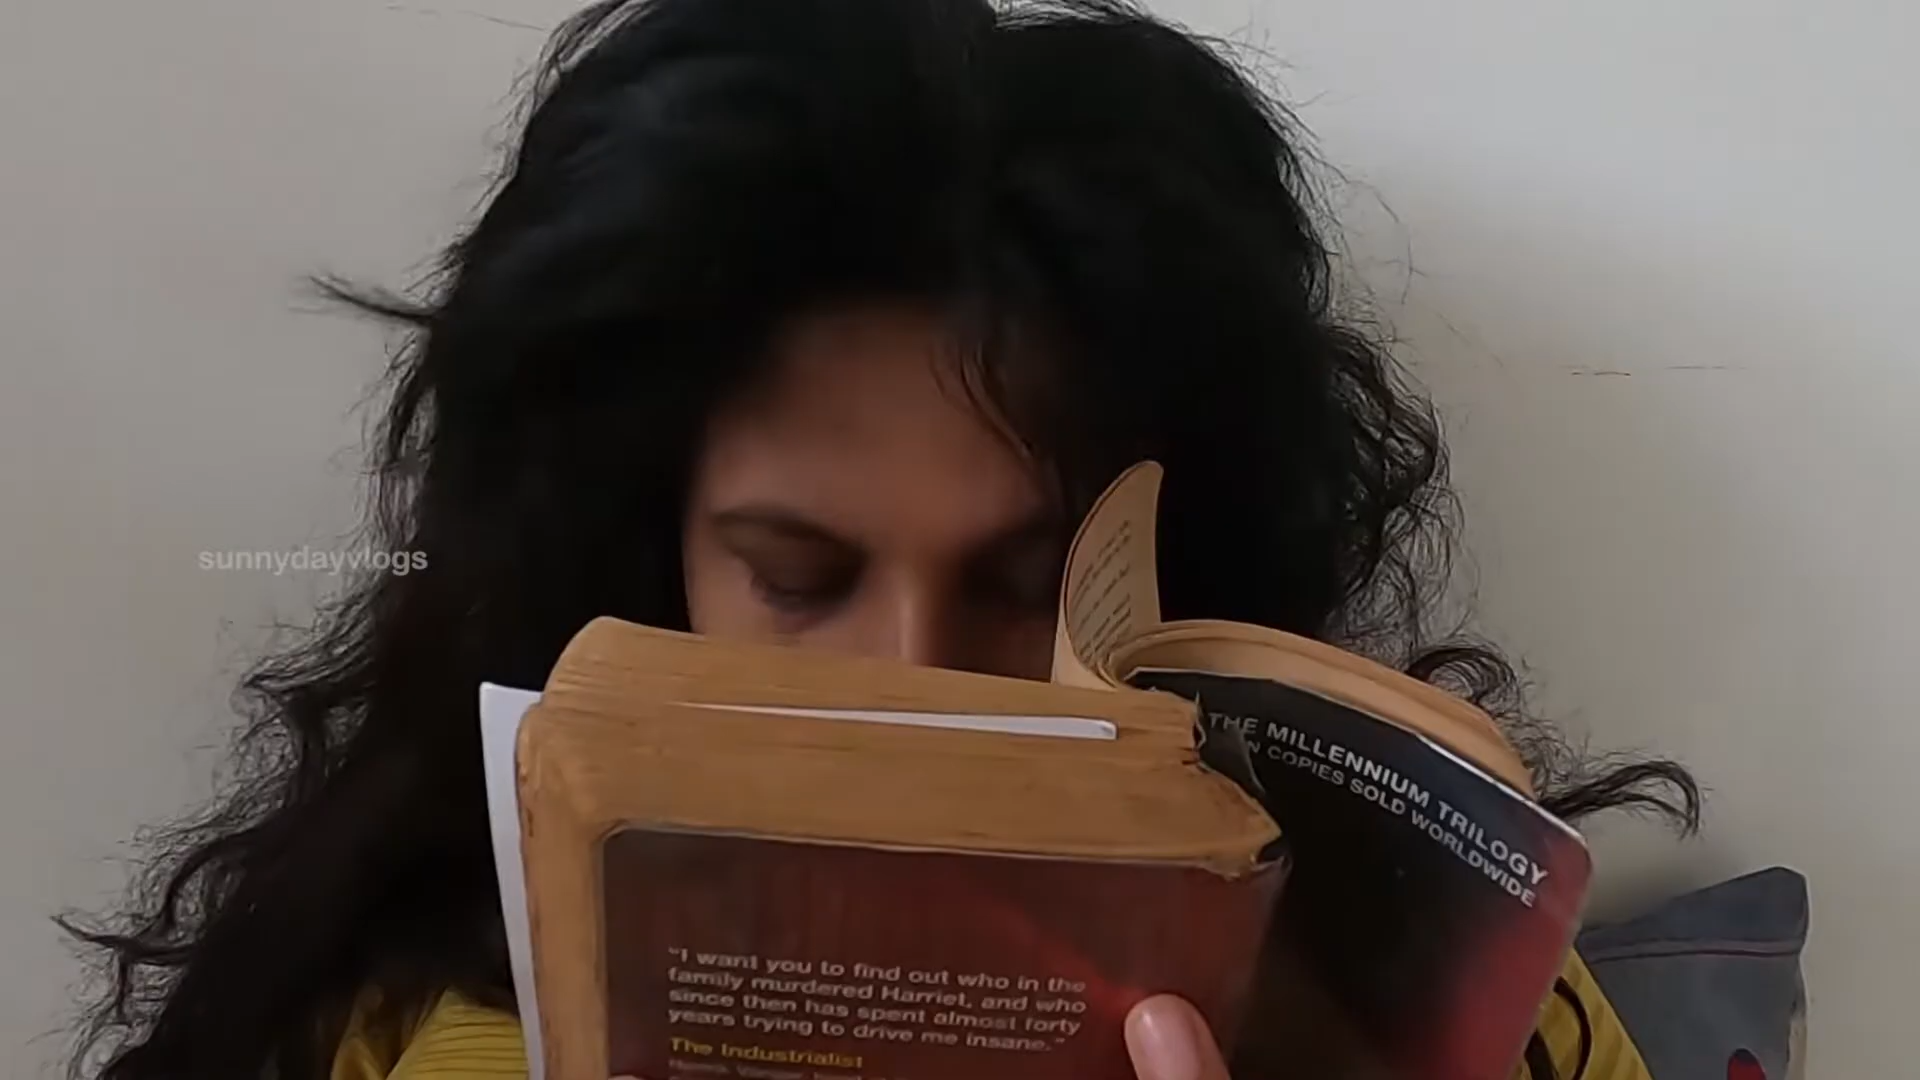 sunnydayvlogs
THE MILLENNIUM TRILOGY
COPIES SOLD WORLDWIDE
"I want you to find out who in the
family murdered Harriet, and who
since then has spent almost forty
years trying to drive me insane."
The Industrialist